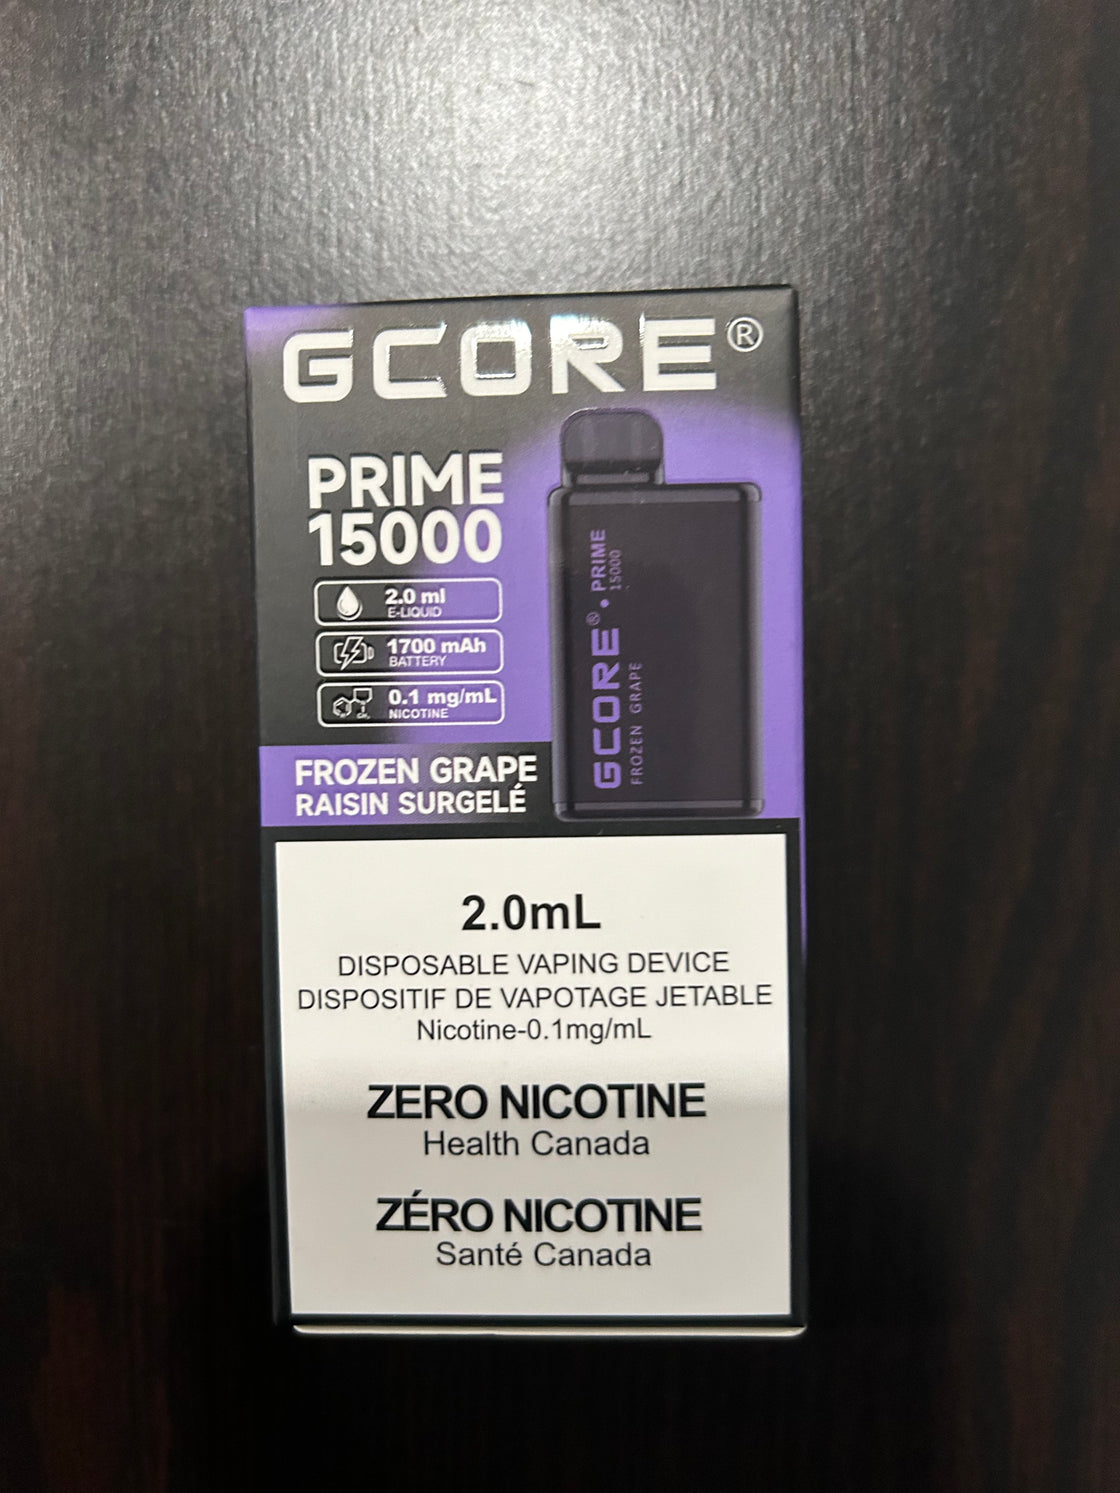 GCORE®
PRIME
15000
2.0 ml
E-LIQUID
1700 mAh
BATTERY
0.1 mg/mL
NICOTINE
FROZEN GRAPE
RAISIN SURGELÉ
GCORE® • PRIME
15000
FROZEN GRAPE
2.0mL
DISPOSABLE VAPING DEVICE
DISPOSITIF DE VAPOTAGE JETABLE
Nicotine-0.1mg/mL
ZERO NICOTINE
Health Canada
ZÉRO NICOTINE
Santé Canada